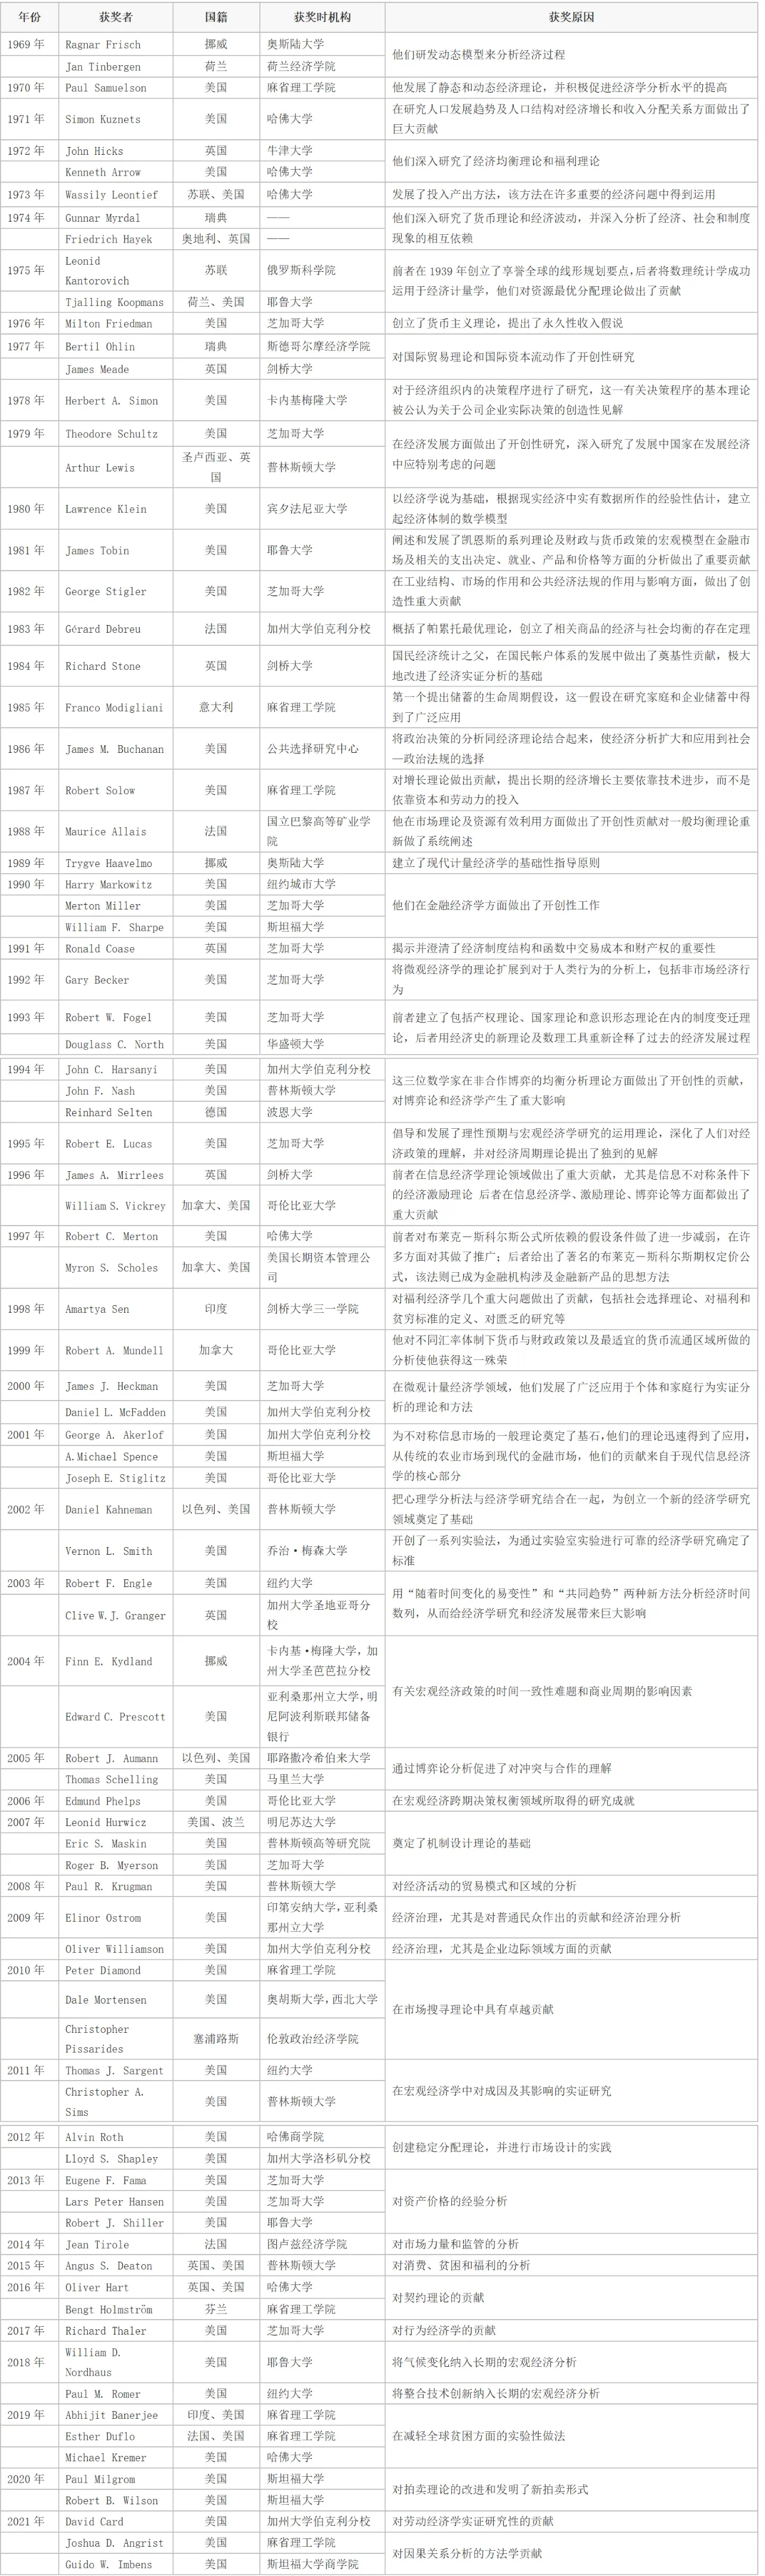 年份 获奖者 国籍 获奖时机构 获奖原因
1969 年 Ragnar Frisch 挪威 奥斯陆大学 他们研发动态模型来分析经济过程
Jan Tinbergen 荷兰 荷兰经济学院
1970 年 Paul Samuelson 美国 麻省理工学院 他发展了静态和动态经济理论，并积极促进经济学分析水平的提高
1971 年 Simon Kuznets 美国 哈佛大学 在研究人口发展趋势及人口结构对经济增长和收入分配关系方面做出了
巨大贡献
1972 年 John Hicks 英国 牛津大学 他们深入研究了经济均衡理论和福利理论
Kenneth Arrow 美国 哈佛大学
1973 年 Wassily Leontief 苏联、美国 哈佛大学 发展了投入产出方法，该方法在许多重要的经济问题中得到运用
1974 年 Gunnar Myrdal 瑞典 —— 他们深入研究了货币理论和经济波动，并深入分析了经济、社会和制度
Friedrich Hayek 奥地利、英国 —— 现象的相互依赖
1975 年 Leonid
Kantorovich 苏联 俄罗斯科学院 前者在 1939 年创立了享誉全球的线形规划要点，后者将数理统计学成功
Tjalling Koopmans 荷兰、美国 耶鲁大学 运用于经济计量学，他们对资源最优分配理论做出了贡献
1976 年 Milton Friedman 美国 芝加哥大学 创立了货币主义理论，提出了永久性收入假说
1977 年 Bertil Ohlin 瑞典 斯德哥尔摩经济学院 对国际贸易理论和国际资本流动作了开创性研究
James Meade 英国 剑桥大学
1978 年 Herbert A. Simon 美国 卡内基梅隆大学 对于经济组织内的决策程序进行了研究，这一有关决策程序的基本理论
被公认为关于公司企业实际决策的创造性见解
1979 年 Theodore Schultz 美国 芝加哥大学 在经济发展方面做出了开创性研究，深入研究了发展中国家在发展经济
中应特别考虑的问题
Arthur Lewis 圣卢西亚、英
国 普林斯顿大学
1980 年 Lawrence Klein 美国 宾夕法尼亚大学 以经济学说为基础，根据现实经济中实有数据所作的经验性估计，建立
起经济体制的数学模型
1981 年 James Tobin 美国 耶鲁大学 阐述和发展了凯恩斯的系列理论及财政与货币政策的宏观模型在金融市
场及相关的支出决定、就业、产品和价格等方面的分析做出了重要贡献
1982 年 George Stigler 美国 芝加哥大学 在工业结构、市场的作用和公共经济法规的作用与影响方面，做出了创
造性重大贡献
1983 年 Gérard Debreu 法国 加州大学伯克利分校 概括了帕累托最优理论，创立了相关商品的经济与社会均衡的存在定理
1984 年 Richard Stone 英国 剑桥大学 国民经济统计之父，在国民帐户体系的发展中做出了奠基性贡献，极大
地改进了经济实证分析的基础
1985 年 Franco Modigliani 意大利 麻省理工学院 第一个提出储蓄的生命周期假设，这一假设在研究家庭和企业储蓄中得
到了广泛应用
1986 年 James M. Buchanan 美国 公共选择研究中心 将政治决策的分析同经济理论结合起来，使经济分析扩大和应用到社会
—政治法规的选择
1987 年 Robert Solow 美国 麻省理工学院 对增长理论做出贡献，提出长期的经济增长主要依靠技术进步，而不是
依靠资本和劳动力的投入
1988 年 Maurice Allais 法国 国立巴黎高等矿业学
院 他在市场理论及资源有效利用方面做出了开创性贡献对一般均衡理论重
新做了系统阐述
1989 年 Trygve Haavelmo 挪威 奥斯陆大学 建立了现代计量经济学的基础性指导原则
1990 年 Harry Markowitz 美国 纽约城市大学 他们在金融经济学方面做出了开创性工作
Merton Miller 美国 芝加哥大学
William F. Sharpe 美国 斯坦福大学
1991 年 Ronald Coase 英国 芝加哥大学 揭示并澄清了经济制度结构和函数中交易成本和财产权的重要性
1992 年 Gary Becker 美国 芝加哥大学 将微观经济学的理论扩展到对于人类行为的分析上，包括非市场经济行
为
1993 年 Robert W. Fogel 美国 芝加哥大学 前者建立了包括产权理论、国家理论和意识形态理论在内的制度变迁理
论，后者用经济史的新理论及数理工具重新诠释了过去的经济发展过程
Douglass C. North 美国 华盛顿大学
1994 年 John C. Harsanyi 美国 加州大学伯克利分校 这三位数学家在非合作博弈的均衡分析理论方面做出了开创性的贡献，
John F. Nash 美国 普林斯顿大学 对博弈论和经济学产生了重大影响
Reinhard Selten 德国 波恩大学
1995 年 Robert E. Lucas 美国 芝加哥大学 倡导和发展了理性预期与宏观经济学研究的运用理论，深化了人们对经
济政策的理解，并对经济周期理论提出了独到的见解
1996 年 James A. Mirrlees 英国 剑桥大学 前者在信息经济学理论领域做出了重大贡献，尤其是信息不对称条件下
William S. Vickrey 加拿大、美国 哥伦比亚大学 的经济激励理论 后者在信息经济学、激励理论、博弈论等方面都做出了
重大贡献
1997 年 Robert C. Merton 美国 哈佛大学 前者对布莱克－斯科尔斯公式所依赖的假设条件做了进一步减弱，在许
多方面对其做了推广；后者给出了著名的布莱克－斯科尔斯期权定价公
Myron S. Scholes 加拿大、美国 美国长期资本管理公
司 式，该法则已成为金融机构涉及金融新产品的思想方法
1998 年 Amartya Sen 印度 剑桥大学三一学院 对福利经济学几个重大问题做出了贡献，包括社会选择理论、对福利和
贫穷标准的定义、对匮乏的研究等
1999 年 Robert A. Mundell 加拿大 哥伦比亚大学 他对不同汇率体制下货币与财政政策以及最适宜的货币流通区域所做的
分析使他获得这一殊荣
2000 年 James J. Heckman 美国 芝加哥大学 在微观计量经济学领域，他们发展了广泛应用于个体和家庭行为实证分
析的理论和方法
Daniel L. McFadden 美国 加州大学伯克利分校
2001 年 George A. Akerlof 美国 加州大学伯克利分校 为不对称信息市场的一般理论奠定了基石，他们的理论迅速得到了应用，
A.Michael Spence 美国 斯坦福大学 从传统的农业市场到现代的金融市场，他们的贡献来自于现代信息经济
Joseph E. Stiglitz 美国 哥伦比亚大学 学的核心部分
2002 年 Daniel Kahneman 以色列、美国 普林斯顿大学 把心理学分析法与经济学研究结合在一起，为创立一个新的经济学研究
领域奠定了基础
Vernon L. Smith 美国 乔治·梅森大学 开创了一系列实验法，为通过实验室实验进行可靠的经济学研究确定了
标准
2003 年 Robert F. Engle 美国 纽约大学 用“随着时间变化的易变性”和“共同趋势”两种新方法分析经济时间
数列，从而给经济学研究和经济发展带来巨大影响
Clive W.J. Granger 英国 加州大学圣地亚哥分
校
2004 年 Finn E. Kydland 挪威 卡内基·梅隆大学，加
州大学圣芭芭拉分校 有关宏观经济政策的时间一致性难题和商业周期的影响因素
Edward C. Prescott 美国 亚利桑那州立大学，明
尼阿波利斯联邦储备
银行
2005 年 Robert J. Aumann 以色列、美国 耶路撒冷希伯来大学 通过博弈论分析促进了对冲突与合作的理解
Thomas Schelling 美国 马里兰大学
2006 年 Edmund Phelps 美国 哥伦比亚大学 在宏观经济跨期决策权衡领域所取得的研究成就
2007 年 Leonid Hurwicz 美国、波兰 明尼苏达大学 奠定了机制设计理论的基础
Eric S. Maskin 美国 普林斯顿高等研究院
Roger B. Myerson 美国 芝加哥大学
2008 年 Paul R. Krugman 美国 普林斯顿大学 对经济活动的贸易模式和区域的分析
2009 年 Elinor Ostrom 美国 印第安纳大学，亚利桑
那州立大学 经济治理，尤其是对普通民众作出的贡献和经济治理分析
Oliver Williamson 美国 加州大学伯克利分校 经济治理，尤其是企业边际领域方面的贡献
2010 年 Peter Diamond 美国 麻省理工学院 在市场搜寻理论中具有卓越贡献
Dale Mortensen 美国 奥胡斯大学，西北大学
Christopher
Pissarides 塞浦路斯 伦敦政治经济学院
2011 年 Thomas J. Sargent 美国 纽约大学 在宏观经济学中对成因及其影响的实证研究
Christopher A.
Sims 美国 普林斯顿大学
2012 年 Alvin Roth 美国 哈佛商学院 创建稳定分配理论，并进行市场设计的实践
Lloyd S. Shapley 美国 加州大学洛杉矶分校
2013 年 Eugene F. Fama 美国 芝加哥大学 对资产价格的经验分析
Lars Peter Hansen 美国 芝加哥大学
Robert J. Shiller 美国 耶鲁大学
2014 年 Jean Tirole 法国 图卢兹经济学院 对市场力量和监管的分析
2015 年 Angus S. Deaton 英国、美国 普林斯顿大学 对消费、贫困和福利的分析
2016 年 Oliver Hart 英国、美国 哈佛大学 对契约理论的贡献
Bengt Holmström 芬兰 麻省理工学院
2017 年 Richard Thaler 美国 芝加哥大学 对行为经济学的贡献
2018 年 William D.
Nordhaus 美国 耶鲁大学 将气候变化纳入长期的宏观经济分析
Paul M. Romer 美国 纽约大学 将整合技术创新纳入长期的宏观经济分析
2019 年 Abhijit Banerjee 印度、美国 麻省理工学院 在减轻全球贫困方面的实验性做法
Esther Duflo 法国、美国 麻省理工学院
Michael Kremer 美国 哈佛大学
2020 年 Paul Milgrom 美国 斯坦福大学 对拍卖理论的改进和发明了新拍卖形式
Robert B. Wilson 美国 斯坦福大学
2021 年 David Card 美国 加州大学伯克利分校 对劳动经济学实证研究性的贡献
Joshua D. Angrist 美国 麻省理工学院 对因果关系分析的方法学贡献
Guido W. Imbens 美国 斯坦福大学商学院